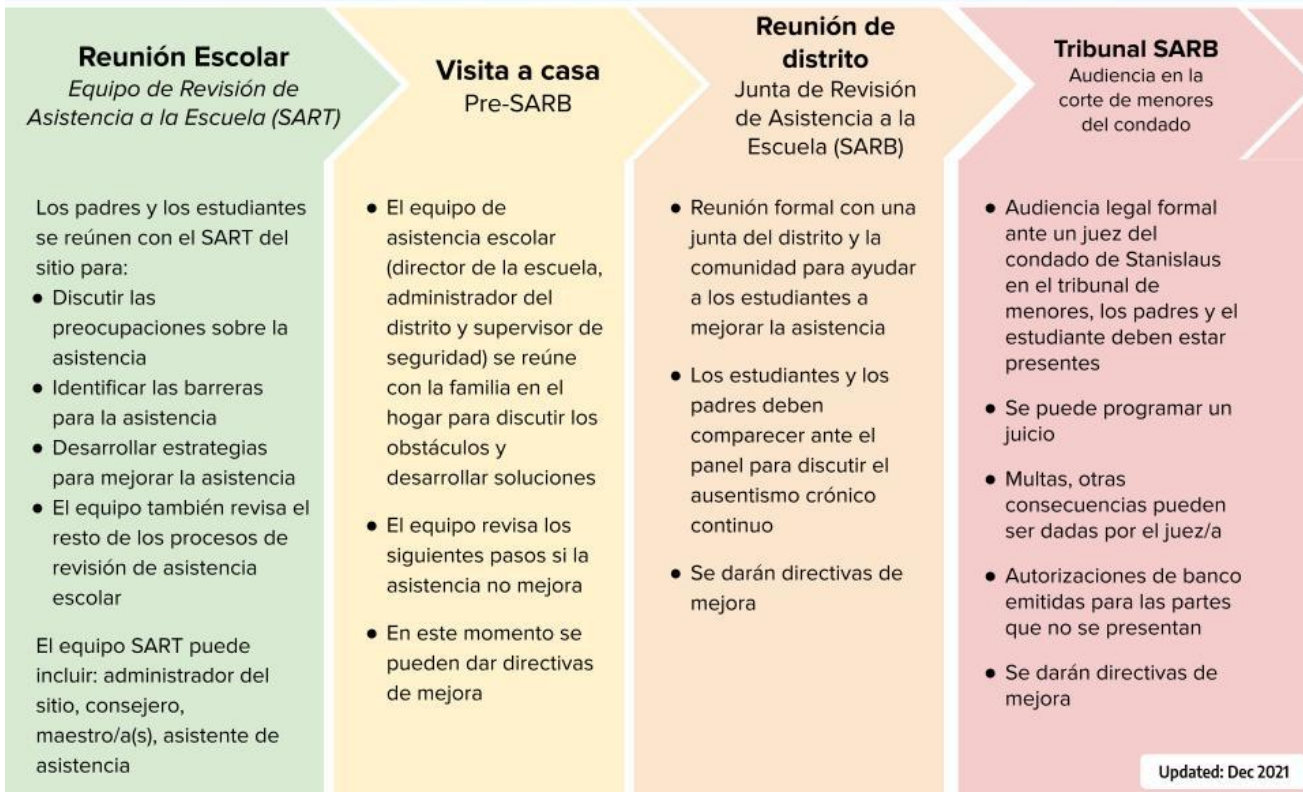 Reunión Escolar
Equipo de Revisión de
Asistencia a la Escuela (SART)
Los padres y los estudiantes
se reúnen con el SART del
sitio para:
● Discutir las
preocupaciones sobre la
asistencia
● Identificar las barreras
para la asistencia
● Desarrollar estrategias
para mejorar la asistencia
● El equipo también revisa el
resto de los procesos de
revisión de asistencia
escolar
El equipo SART puede
incluir: administrador del
sitio, consejero,
maestro/a(s), asistente de
asistencia
Visita a casa
Pre-SARB
● El equipo de
asistencia escolar
(director de la escuela,
administrador del
distrito y supervisor de
seguridad) se reúne
con la familia en el
hogar para discutir los
obstáculos y
desarrollar soluciones
● El equipo revisa los
siguientes pasos si la
asistencia no mejora
● En este momento se
pueden dar directivas
de mejora
Reunión de
distrito
Junta de Revisión
de Asistencia a la
Escuela (SARB)
● Reunión formal con una
junta del distrito y la
comunidad para ayudar
a los estudiantes a
mejorar la asistencia
● Los estudiantes y los
padres deben
comparecer ante el
panel para discutir el
ausentismo crónico
continuo
● Se darán directivas de
mejora
Tribunal SARB
Audiencia en la
corte de menores
del condado
● Audiencia legal formal
ante un juez del
condado de Stanislaus
en el tribunal de
menores, los padres y el
estudiante deben estar
presentes
● Se puede programar un
juicio
● Multas, otras
consecuencias pueden
ser dadas por el juez/a
● Autorizaciones de banco
emitidas para las partes
que no se presentan
● Se darán directivas de
mejora
Updated: Dec 2021